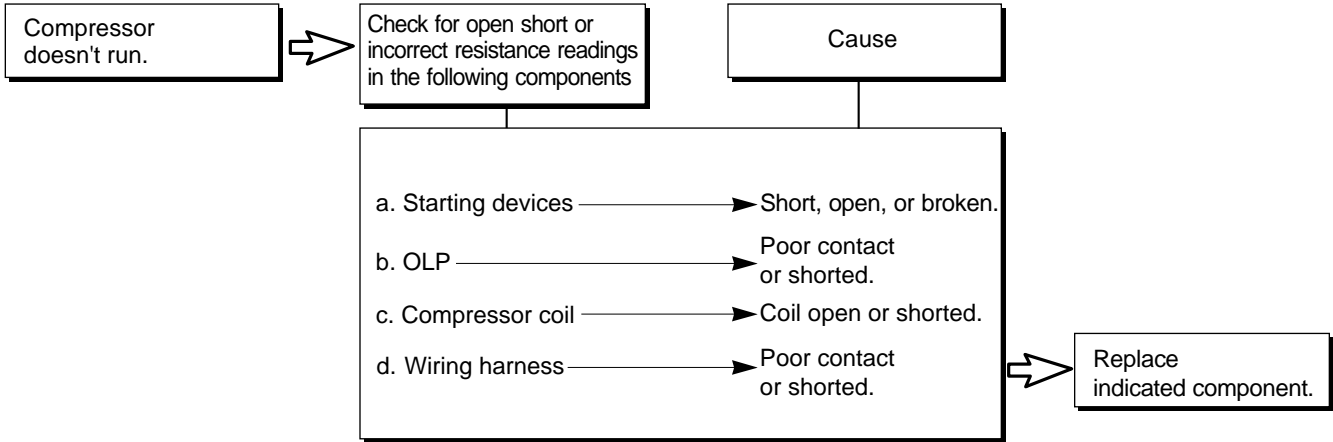 Compressor
doesn't run.
Check for open short or
incorrect resistance readings
in the following components
Cause
a. Starting devices
Short, open, or broken.
b. OLP
Poor contact
or shorted.
c. Compressor coil
Coil open or shorted.
d. Wiring harness
Poor contact
or shorted.
Replace
indicated component.